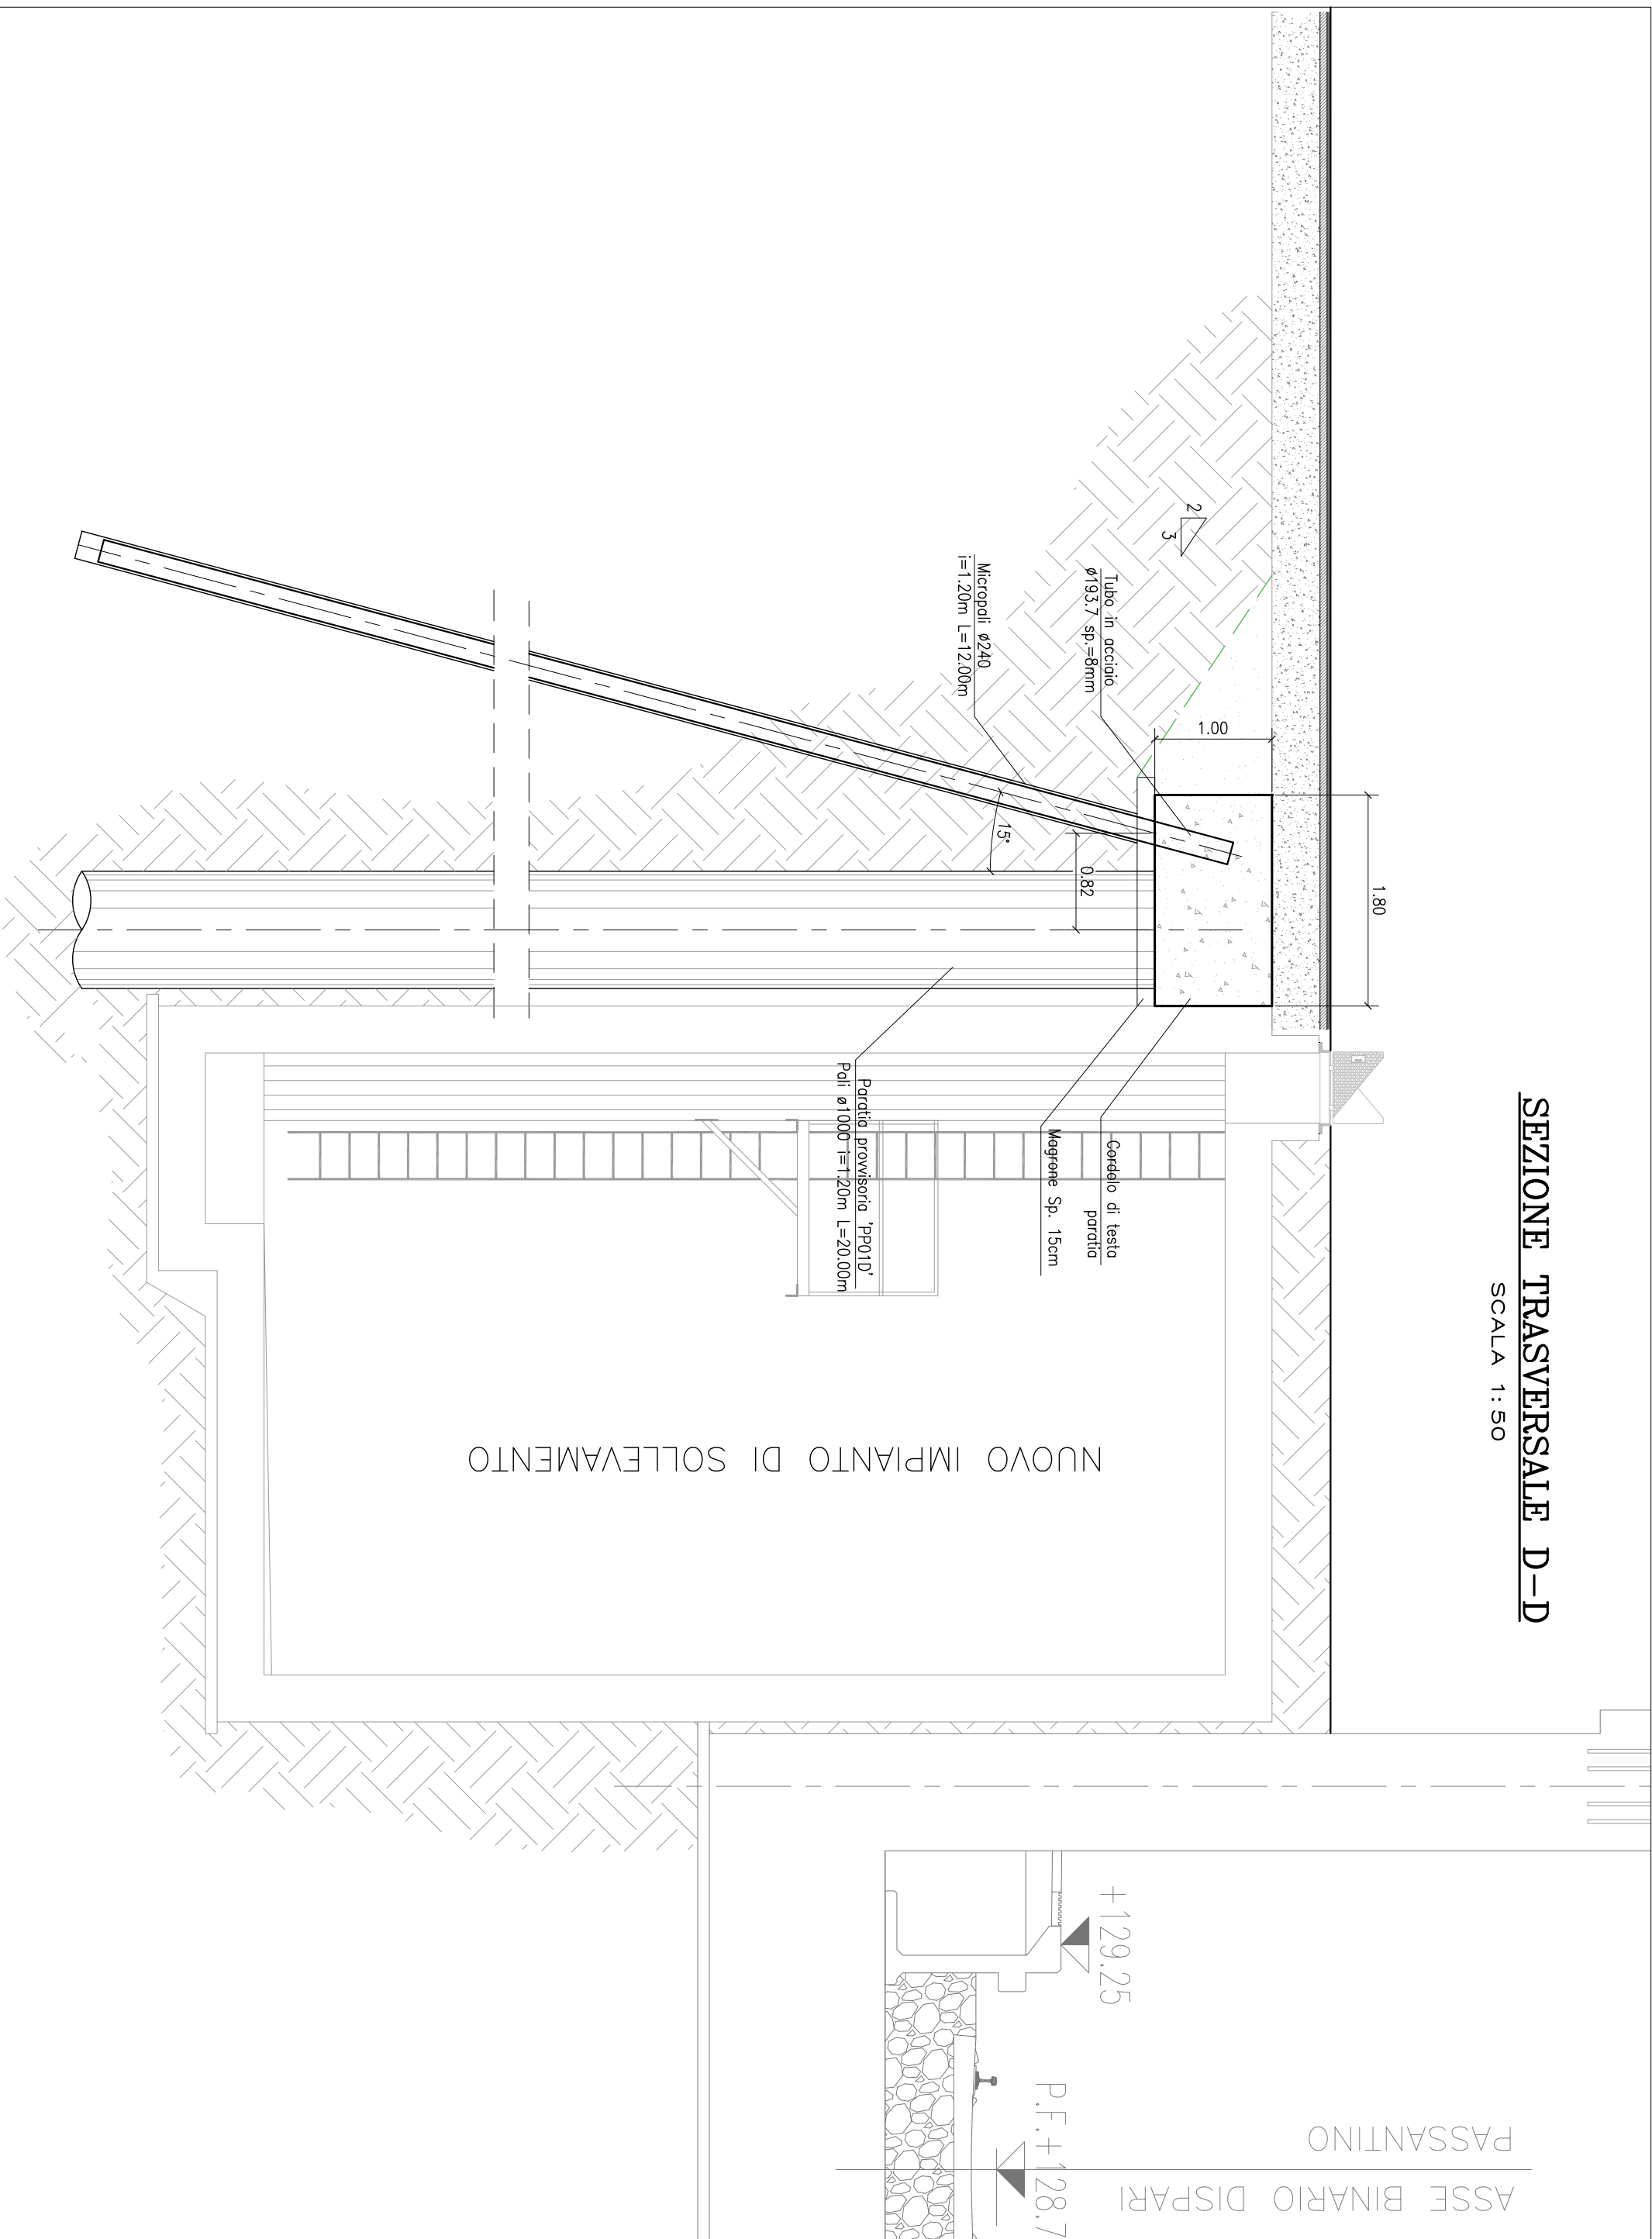 SEZIONE TRASVERSALE D-D
SCALA 1:50
1.80
1.00
2
3
Tubo in acciaio
ø193.7 sp.=8mm
Micropali ø240
i=1.20m L=12.00m
15°
0.82
Cordolo di testa
paratia
Magrone Sp. 15cm
Paratia provvisoria 'PP01D'
Pali ø1000 i=1.20m L=20.00m
NUOVO IMPIANTO DI SOLLEVAMENTO
+129.25
P.F.+128.7
ASSE BINARIO DISPARI
PASSANTINO